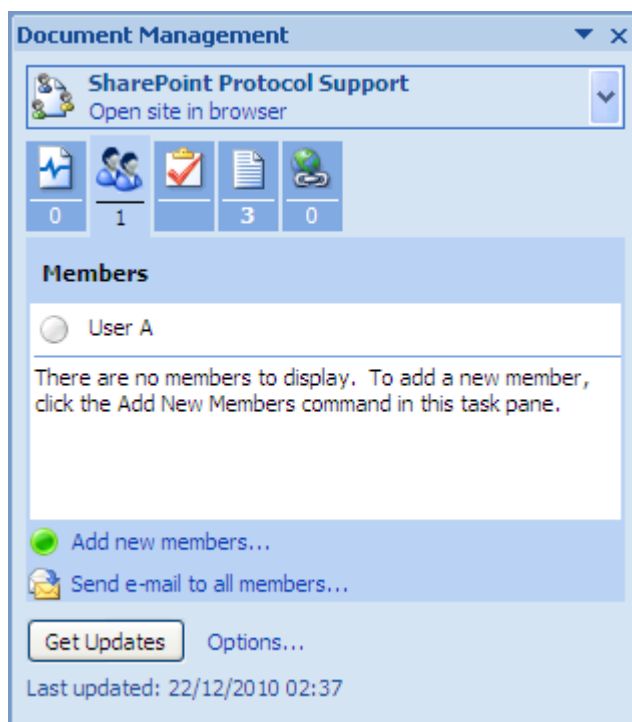 Document Management
SharePoint Protocol Support
Open site in browser
0
1
3
0
Members
User A
There are no members to display. To add a new member,
click the Add New Members command in this task pane.
Add new members...
Send e-mail to all members...
Get Updates
Options...
Last updated: 22/12/2010 02:37